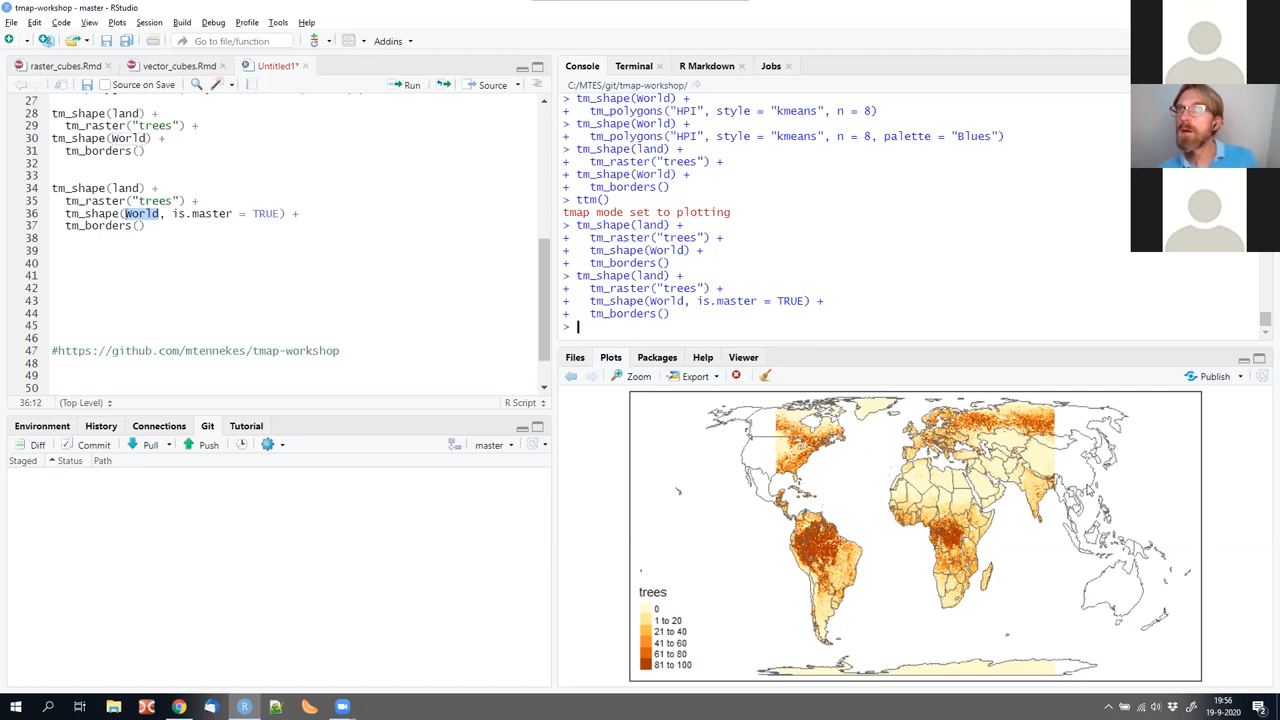 tmap-workshop - master - RStudio
File Edit Code View Plots Session Build Debug Profile Tools Help
Go to file/function Addins
raster_cubes.Rmd vector_cubes.Rmd Untitled1*
Source on Save Run Source
27
28 tm_shape(land) +
29 tm_raster("trees") +
30 tm_shape(World) +
31 tm_borders()
32
33
34 tm_shape(land) +
35 tm_raster("trees") +
36 tm_shape(World, is.master = TRUE) +
37 tm_borders()
38
39
40
41
42
43
44
45
46
47 #https://github.com/mtennekes/tmap-workshop
48
49
50
36:12 (Top Level) R Script
Environment History Connections Git Tutorial
Diff Commit Pull Push master
Staged Status Path
Console Terminal R Markdown Jobs
C:/MTES/git/tmap-workshop/
> tm_shape(World) +
+ tm_polygons("HPI", style = "kmeans", n = 8)
> tm_shape(World) +
+ tm_polygons("HPI", style = "kmeans", n = 8, palette = "Blues")
> tm_shape(land) +
+ tm_raster("trees") +
+ tm_shape(World) +
+ tm_borders()
> ttm()
tmap mode set to plotting
> tm_shape(land) +
+ tm_raster("trees") +
+ tm_shape(World) +
+ tm_borders()
> tm_shape(land) +
+ tm_raster("trees") +
+ tm_shape(World, is.master = TRUE) +
+ tm_borders()
>
Files Plots Packages Help Viewer
Zoom Export Publish
trees
0
1 to 20
21 to 40
41 to 60
61 to 80
81 to 100
19:56
19-9-2020
2